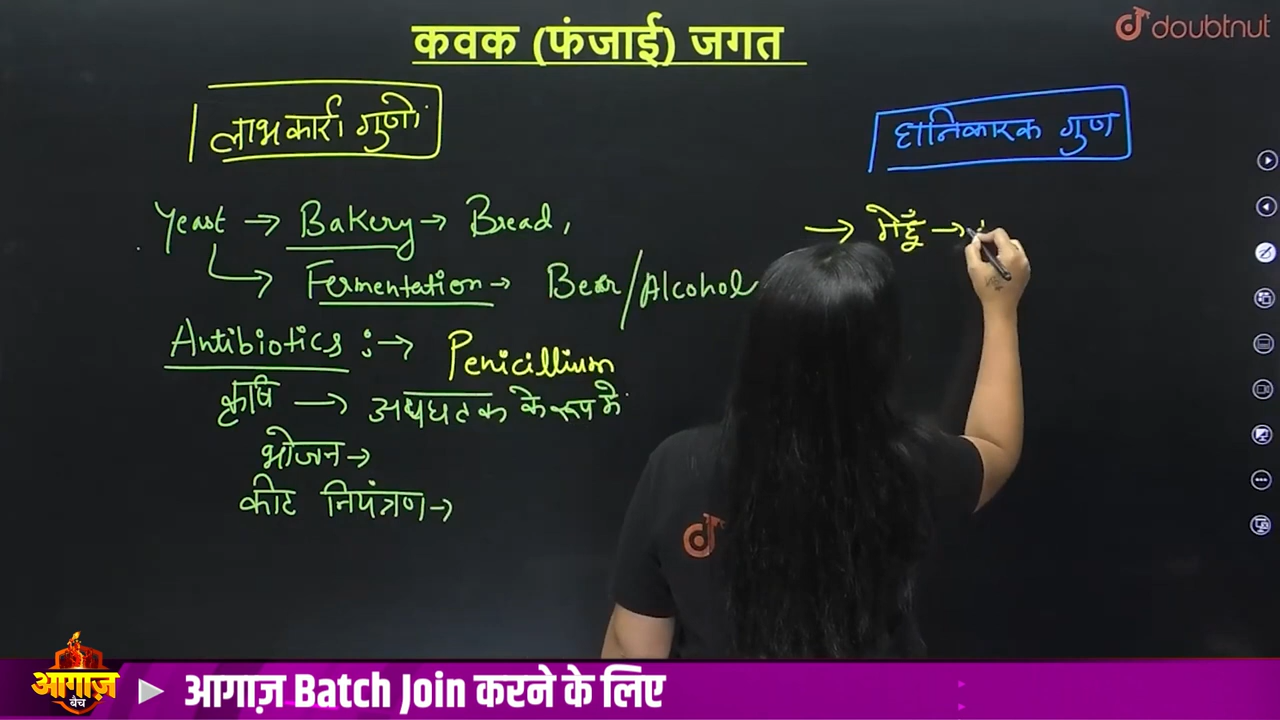 कवक (फंजाई) जगत
doubtnut
लाभकारी गुणे
हानिकारक गुण
Yeast → Bakery → Bread,
→ Fermentation → Beer/Alcohol
→ गेहूँ →
Antibiotics :→ Penicillium
कृषि → अपघटक के रूप में
भोजन →
कीट नियंत्रण →
आगाज़ बैच
आगाज़ Batch Join करने के लिए